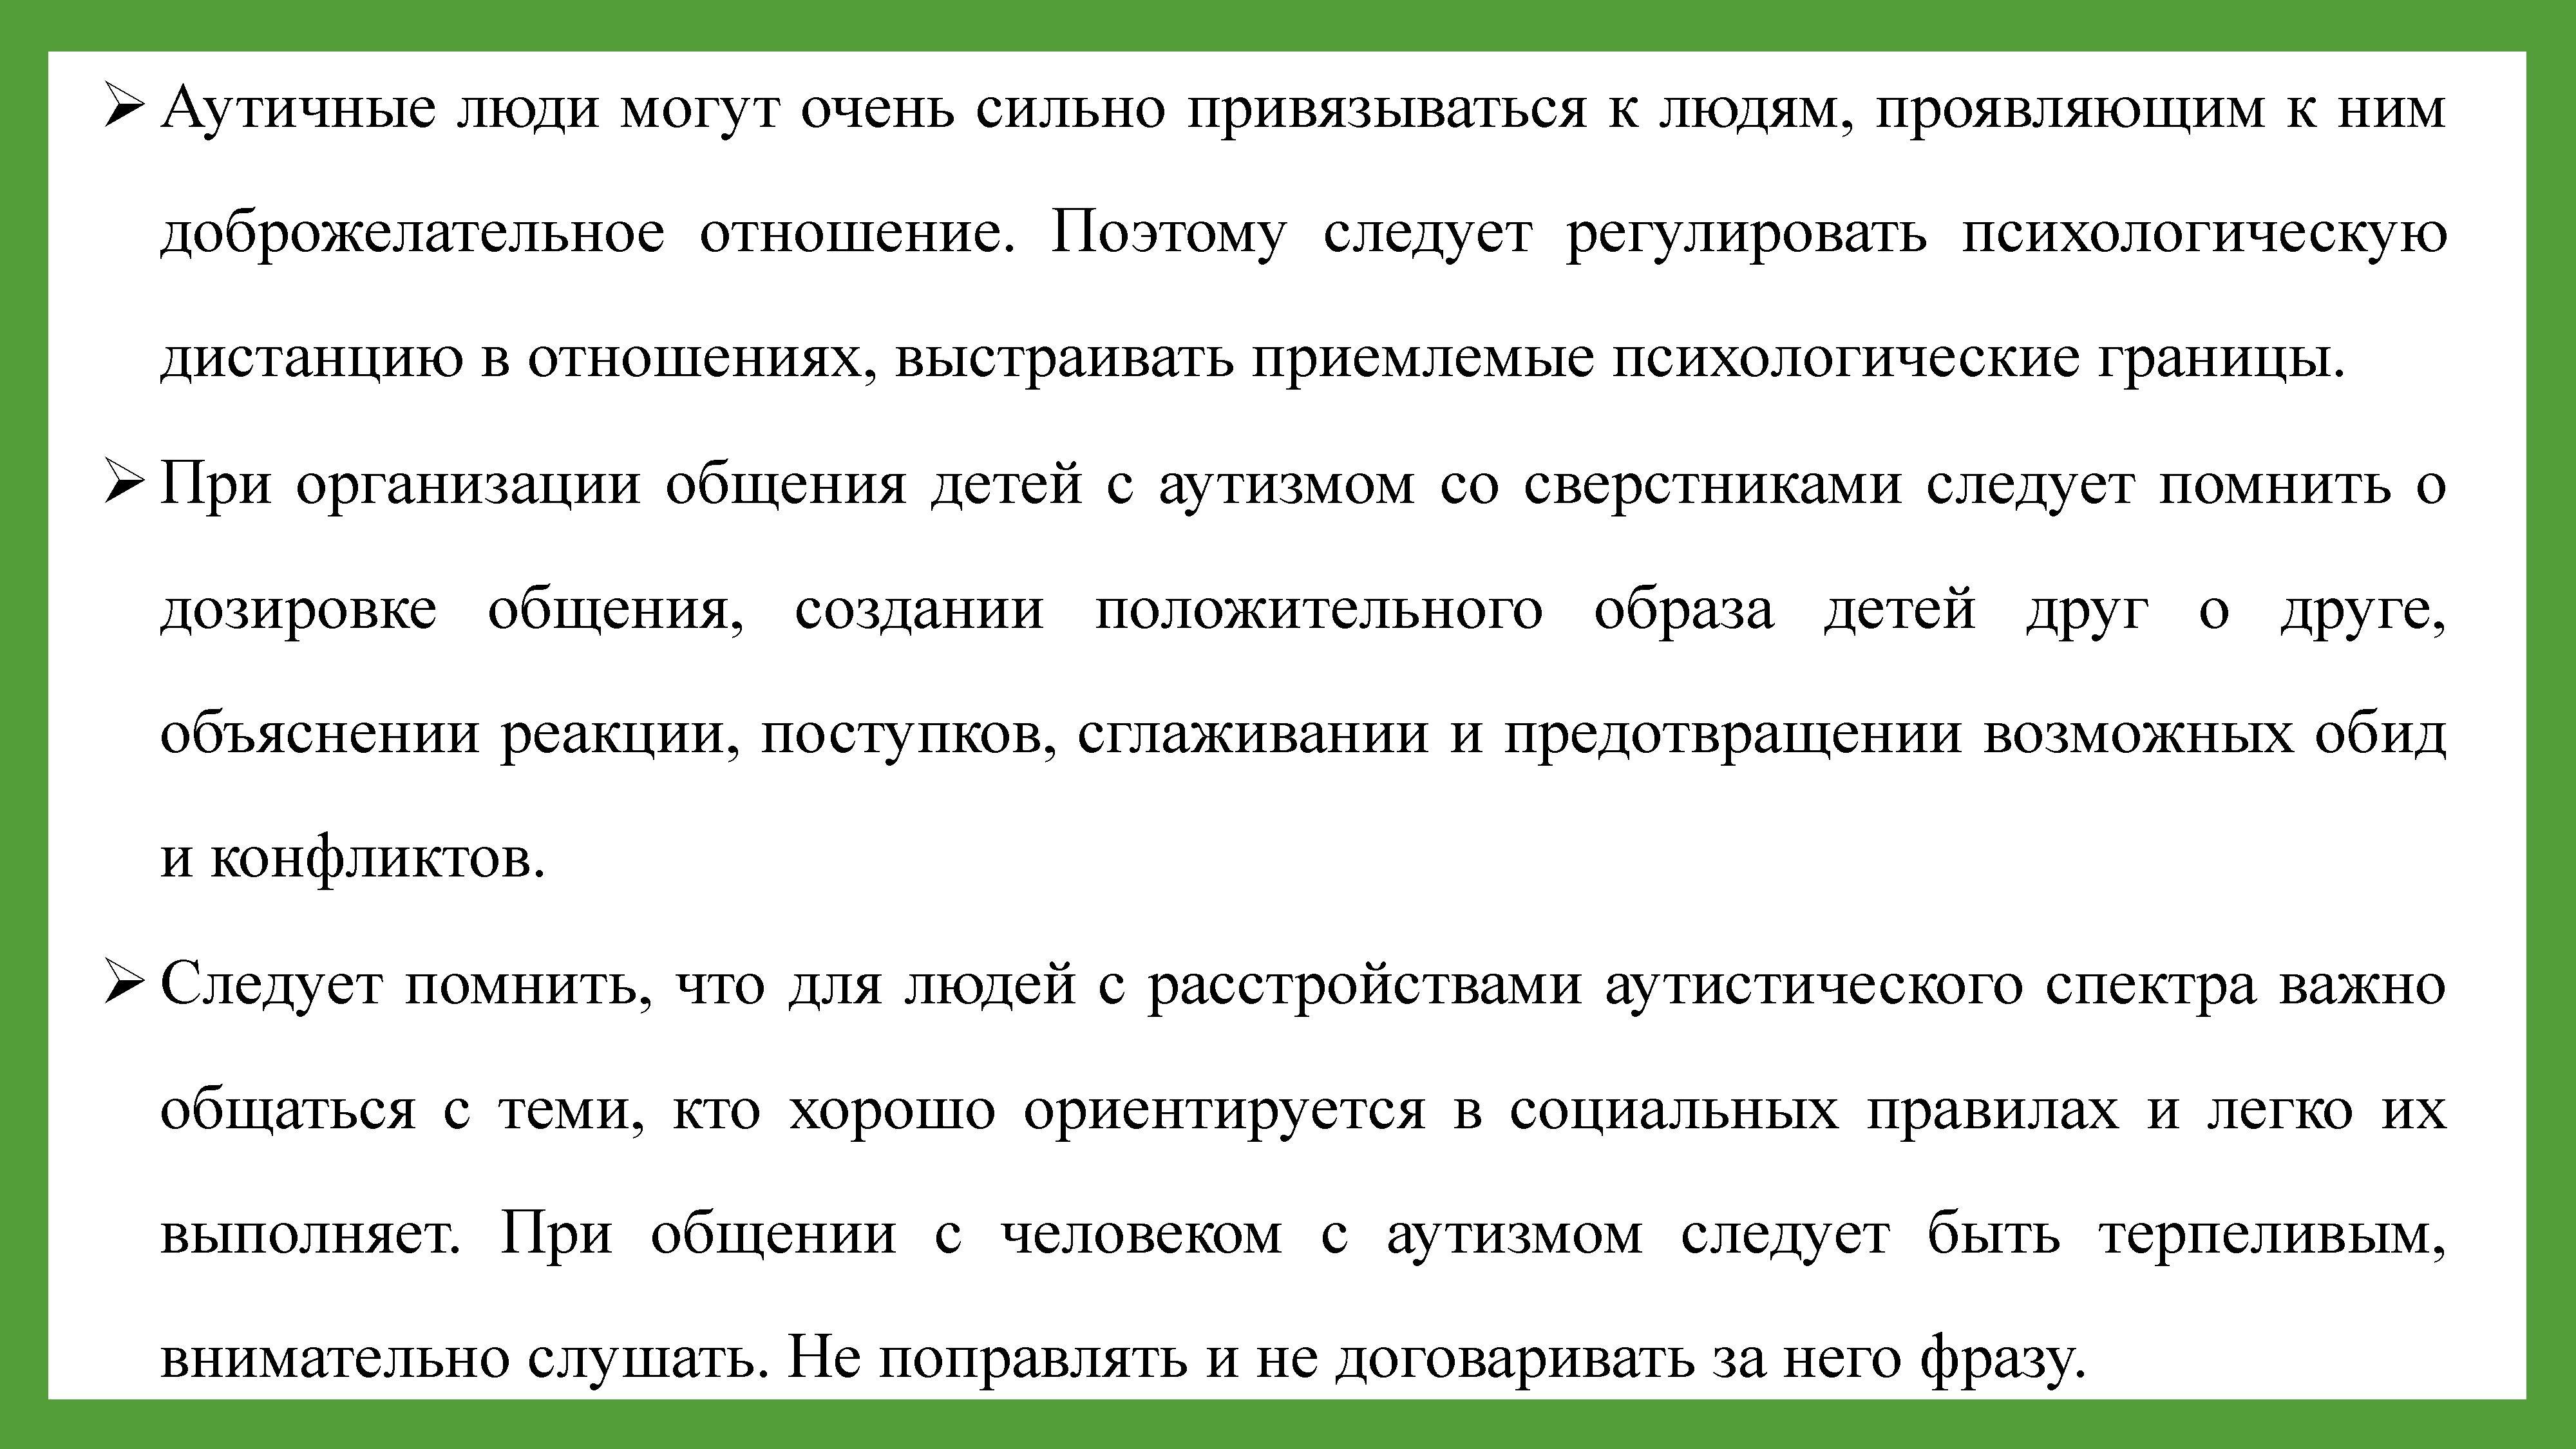 ➢ Аутичные люди могут очень сильно привязываться к людям, проявляющим к ним
доброжелательное отношение. Поэтому следует регулировать психологическую
дистанцию в отношениях, выстраивать приемлемые психологические границы.
➢ При организации общения детей с аутизмом со сверстниками следует помнить о
дозировке общения, создании положительного образа детей друг о друге,
объяснении реакции, поступков, сглаживании и предотвращении возможных обид
и конфликтов.
➢ Следует помнить, что для людей с расстройствами аутистического спектра важно
общаться с теми, кто хорошо ориентируется в социальных правилах и легко их
выполняет. При общении с человеком с аутизмом следует быть терпеливым,
внимательно слушать. Не поправлять и не договаривать за него фразу.